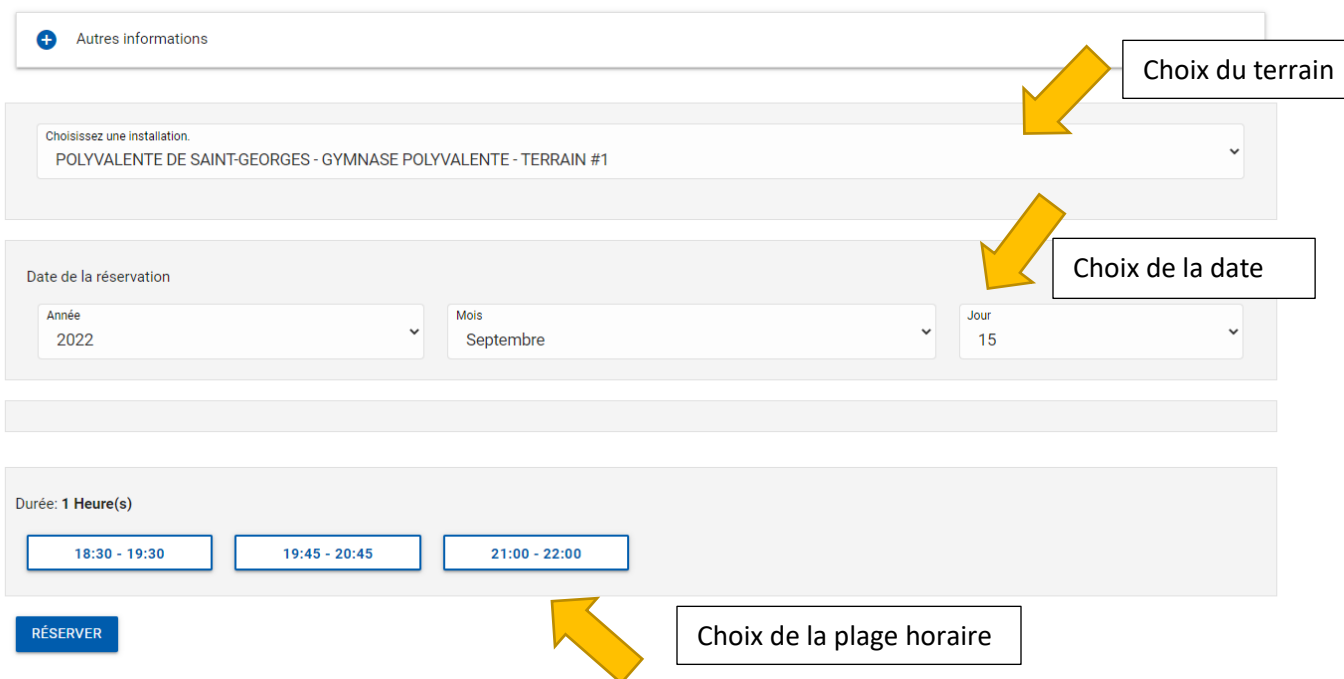 Autres informations
Choix du terrain
Choisissez une installation.
POLYVALENTE DE SAINT-GEORGES - GYMNASE POLYVALENTE - TERRAIN #1
Choix de la date
Date de la réservation
Année
2022
Mois
Septembre
Jour
15
Durée: 1 Heure(s)
18:30 - 19:30
19:45 - 20:45
21:00 - 22:00
Choix de la plage horaire
RÉSERVER